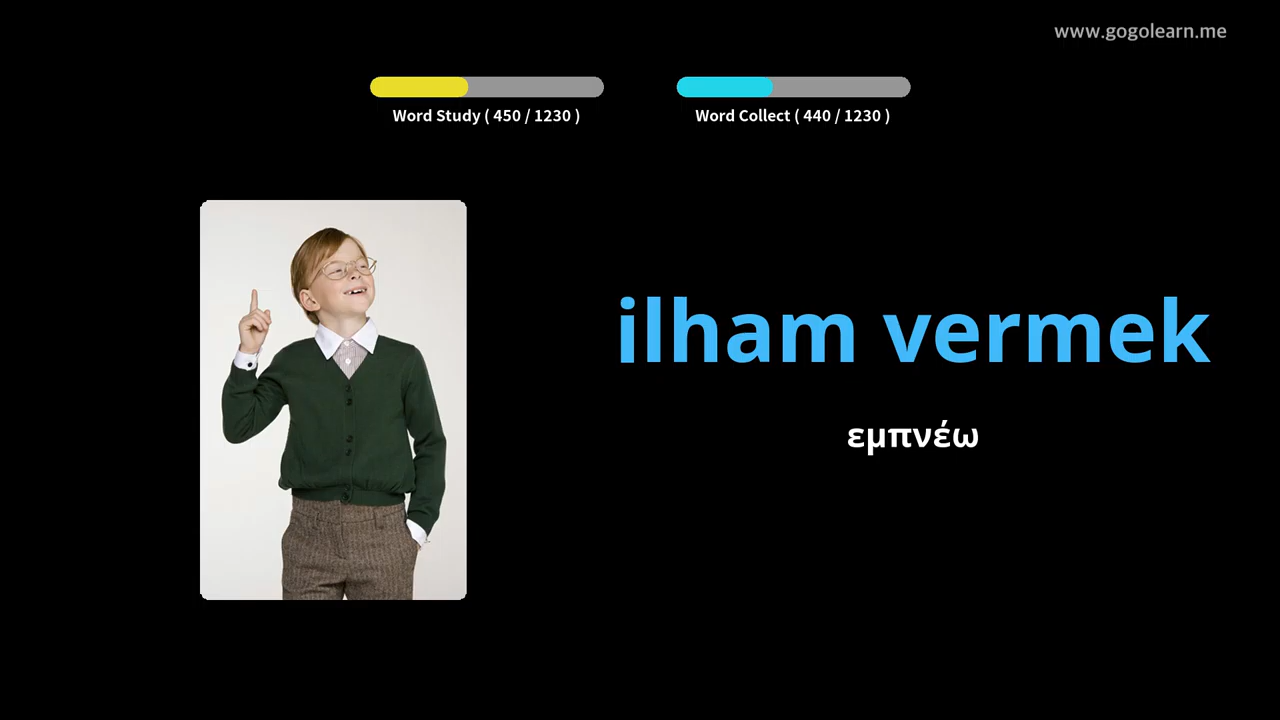 www.gogolearn.me
Word Study ( 450 / 1230 )
Word Collect ( 440 / 1230 )
ilham vermek
εμπνέω